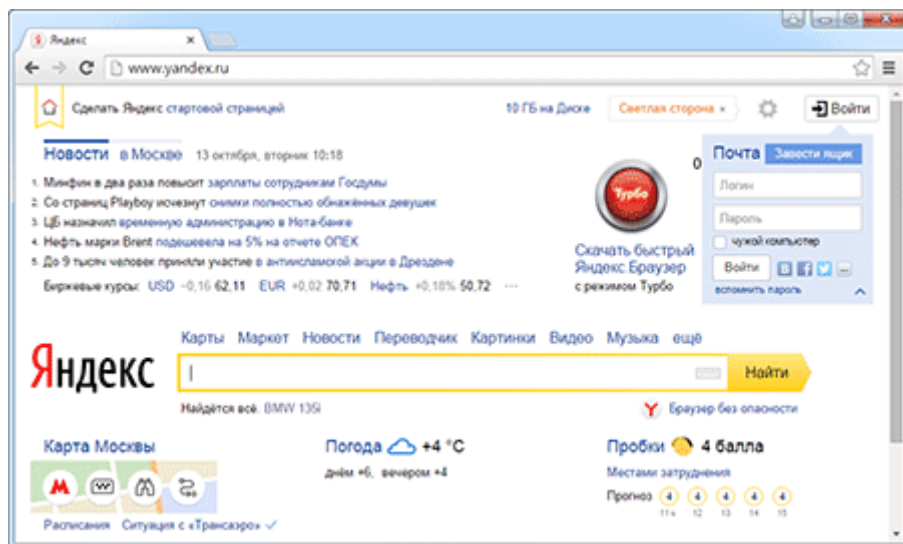 Яндекс
www.yandex.ru
Сделать Яндекс стартовой страницей
10 ГБ на Диске
Светлая сторона
Войти
Новости в Москве 13 октября, вторник 10:18
1. Минфин в два раза повысит зарплаты сотрудникам Госдумы
2. Со страниц Playboy исчезнут снимки полностью обнажённых девушек
3. ЦБ назначил временную администрацию в Нота-банке
4. Нефть марки Brent подешевела на 5% на отчете ОПЕК
5. До 9 тысяч человек приняли участие в антиисламской акции в Дрездене
Биржевые курсы: USD −0,16 62,11 EUR +0,02 70,71 Нефть +0,18% 50,72 ...
Турбо
0
Скачать быстрый
Яндекс.Браузер
с режимом Турбо
Почта Завести ящик
Логин
Пароль
чужой компьютер
Войти
вспомнить пароль
Карты Маркет Новости Переводчик Картинки Видео Музыка ещё
Яндекс
Найти
Найдётся всё. BMW 135i
Браузер без опасности
Карта Москвы
Расписания Ситуация с «Трансаэро»
Погода +4 °C
днём +6, вечером +4
Пробки 4 балла
Местами затруднения
Прогноз 4 4 4 4 4
11ч 12 13 14 15